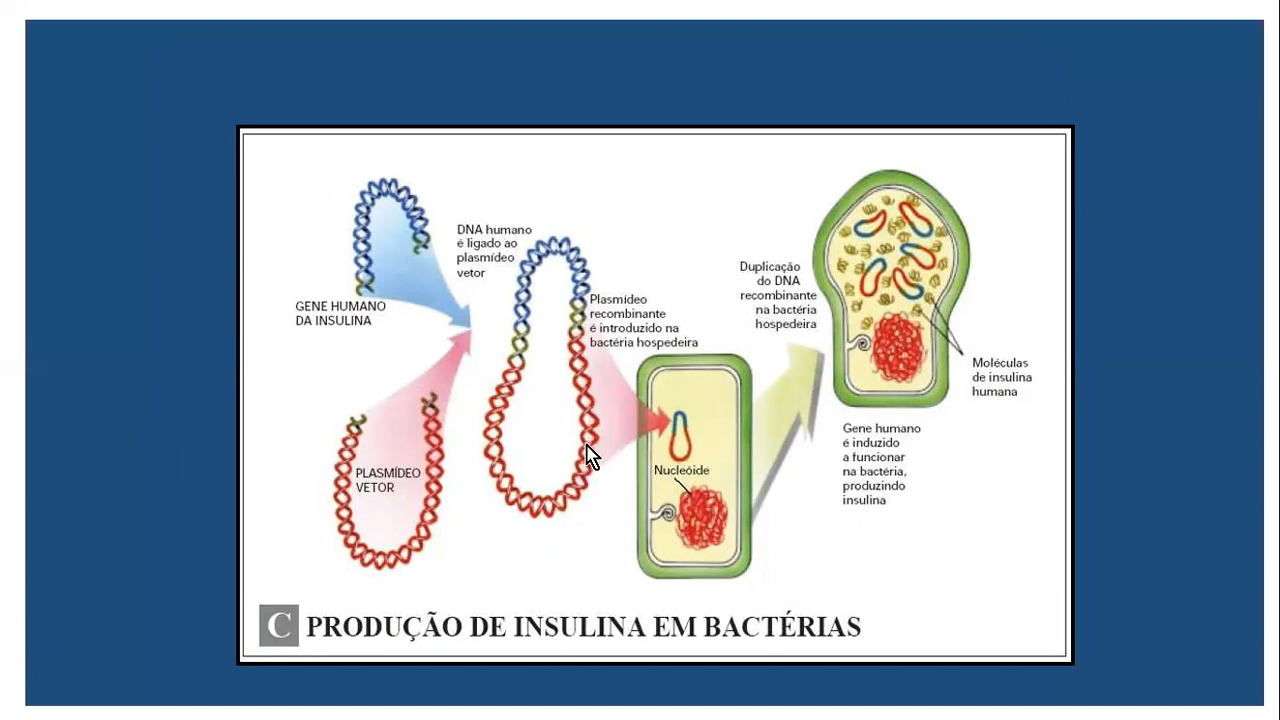 DNA humano
é ligado ao
plasmídeo
vetor
GENE HUMANO
DA INSULINA
Plasmídeo
recombinante
é introduzido na
bactéria hospedeira
Duplicação
do DNA
recombinante
na bactéria
hospedeira
Moléculas
de insulina
humana
PLASMÍDEO
VETOR
Nucleóide
Gene humano
é induzido
a funcionar
na bactéria,
produzindo
insulina
C PRODUÇÃO DE INSULINA EM BACTÉRIAS